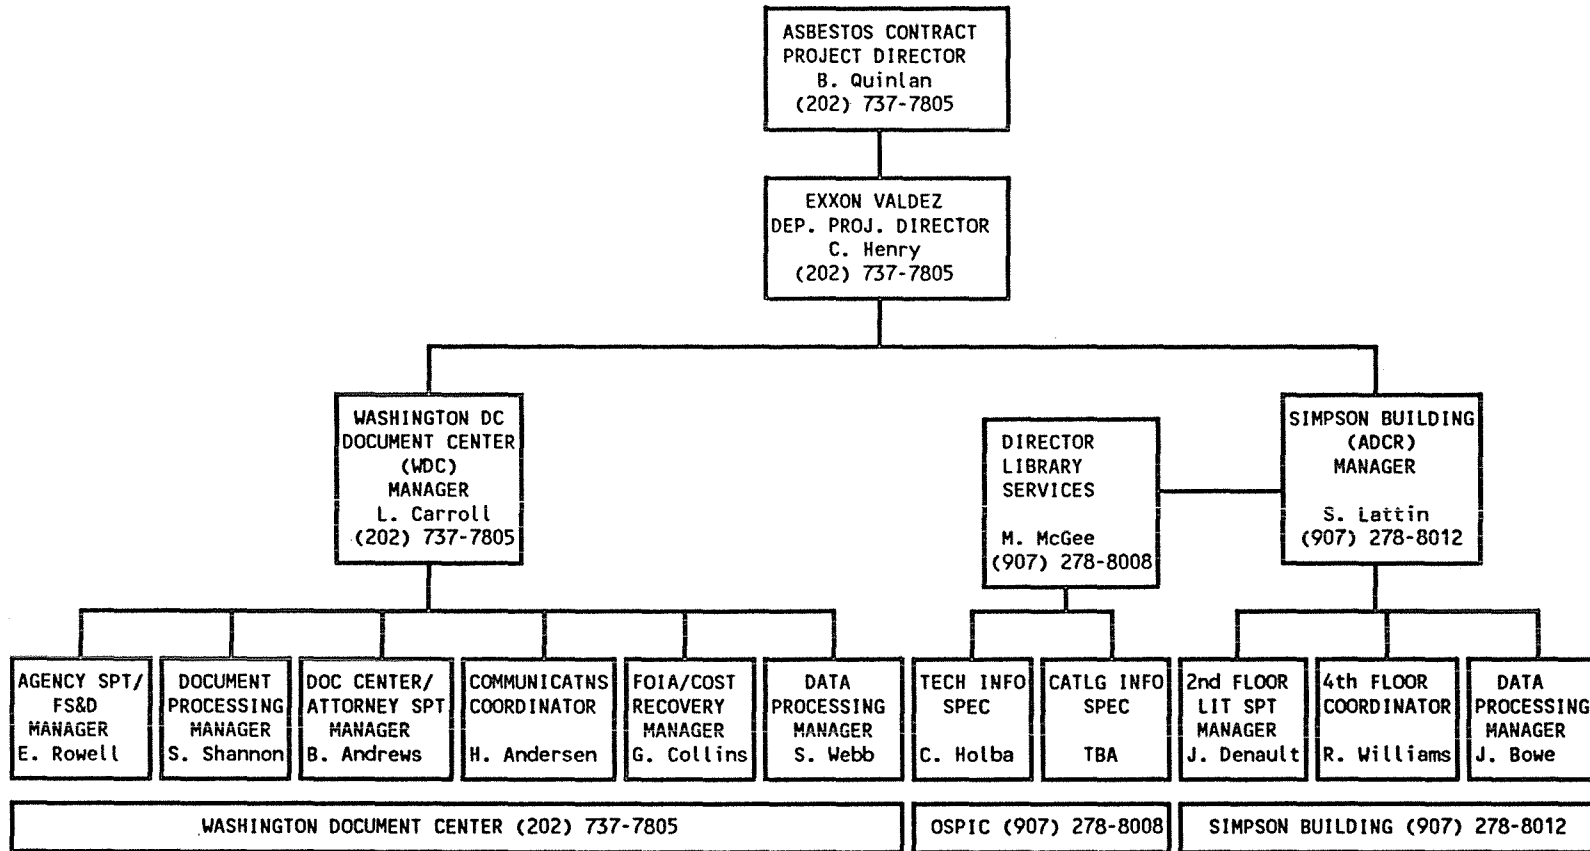 ASBESTOS CONTRACT
PROJECT DIRECTOR
B. Quinlan
(202) 737-7805
EXXON VALDEZ
DEP. PROJ. DIRECTOR
C. Henry
(202) 737-7805
WASHINGTON DC
DOCUMENT CENTER
(WDC)
MANAGER
L. Carroll
(202) 737-7805
DIRECTOR
LIBRARY
SERVICES
M. McGee
(907) 278-8008
SIMPSON BUILDING
(ADCR)
MANAGER
S. Lattin
(907) 278-8012
AGENCY SPT/
FS&D
MANAGER
E. Rowell
DOCUMENT
PROCESSING
MANAGER
S. Shannon
DOC CENTER/
ATTORNEY SPT
MANAGER
B. Andrews
COMMUNICATNS
COORDINATOR
H. Andersen
FOIA/COST
RECOVERY
MANAGER
G. Collins
DATA
PROCESSING
MANAGER
S. Webb
TECH INFO
SPEC
C. Holba
CATLG INFO
SPEC
TBA
2nd FLOOR
LIT SPT
MANAGER
J. Denault
4th FLOOR
COORDINATOR
R. Williams
DATA
PROCESSING
MANAGER
J. Bowe
WASHINGTON DOCUMENT CENTER (202) 737-7805
OSPIC (907) 278-8008
SIMPSON BUILDING (907) 278-8012